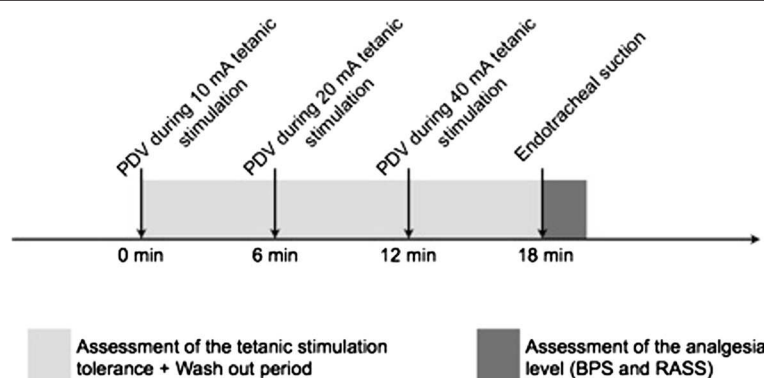 PDV during 10 mA tetanic
stimulation
PDV during 20 mA tetanic
stimulation
PDV during 40 mA tetanic
stimulation
Endotracheal suction
0 min
6 min
12 min
18 min
Assessment of the tetanic stimulation
tolerance + Wash out period
Assessment of the analgesia
level (BPS and RASS)